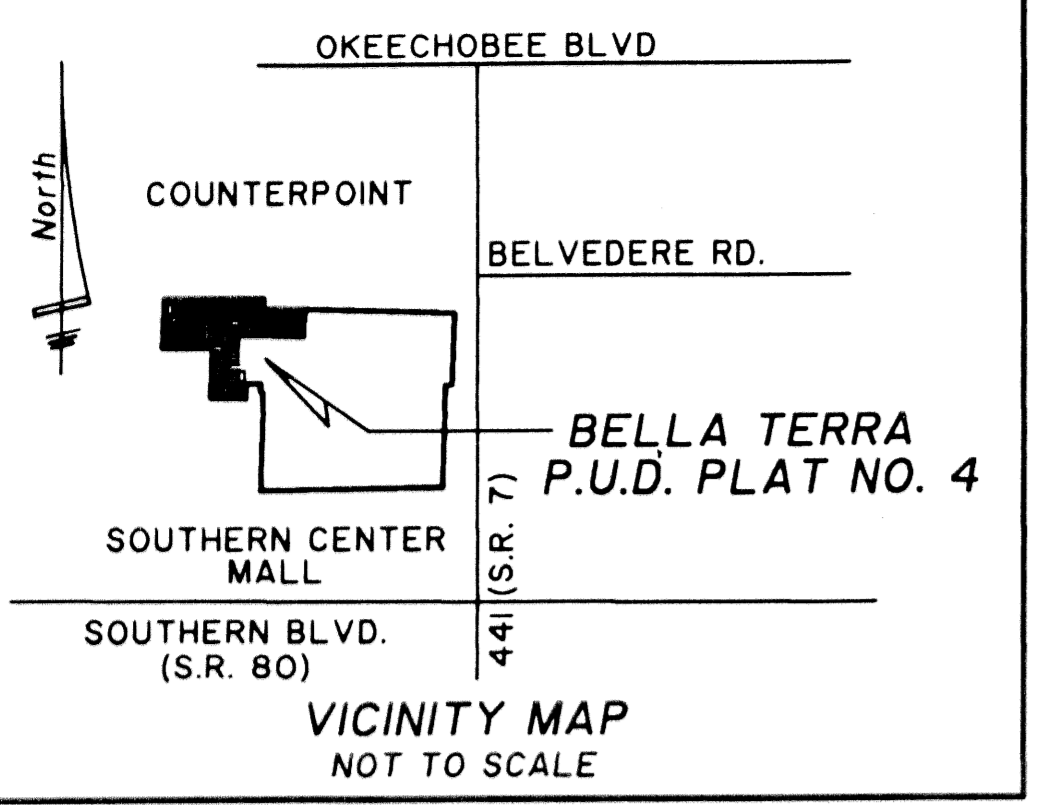 OKEECHOBEE BLVD
North
COUNTERPOINT
BELVEDERE RD.
BELLA TERRA
P.U.D. PLAT NO. 4
SOUTHERN CENTER
MALL
441 (S.R. 7)
SOUTHERN BLVD.
(S.R. 80)
VICINITY MAP
NOT TO SCALE